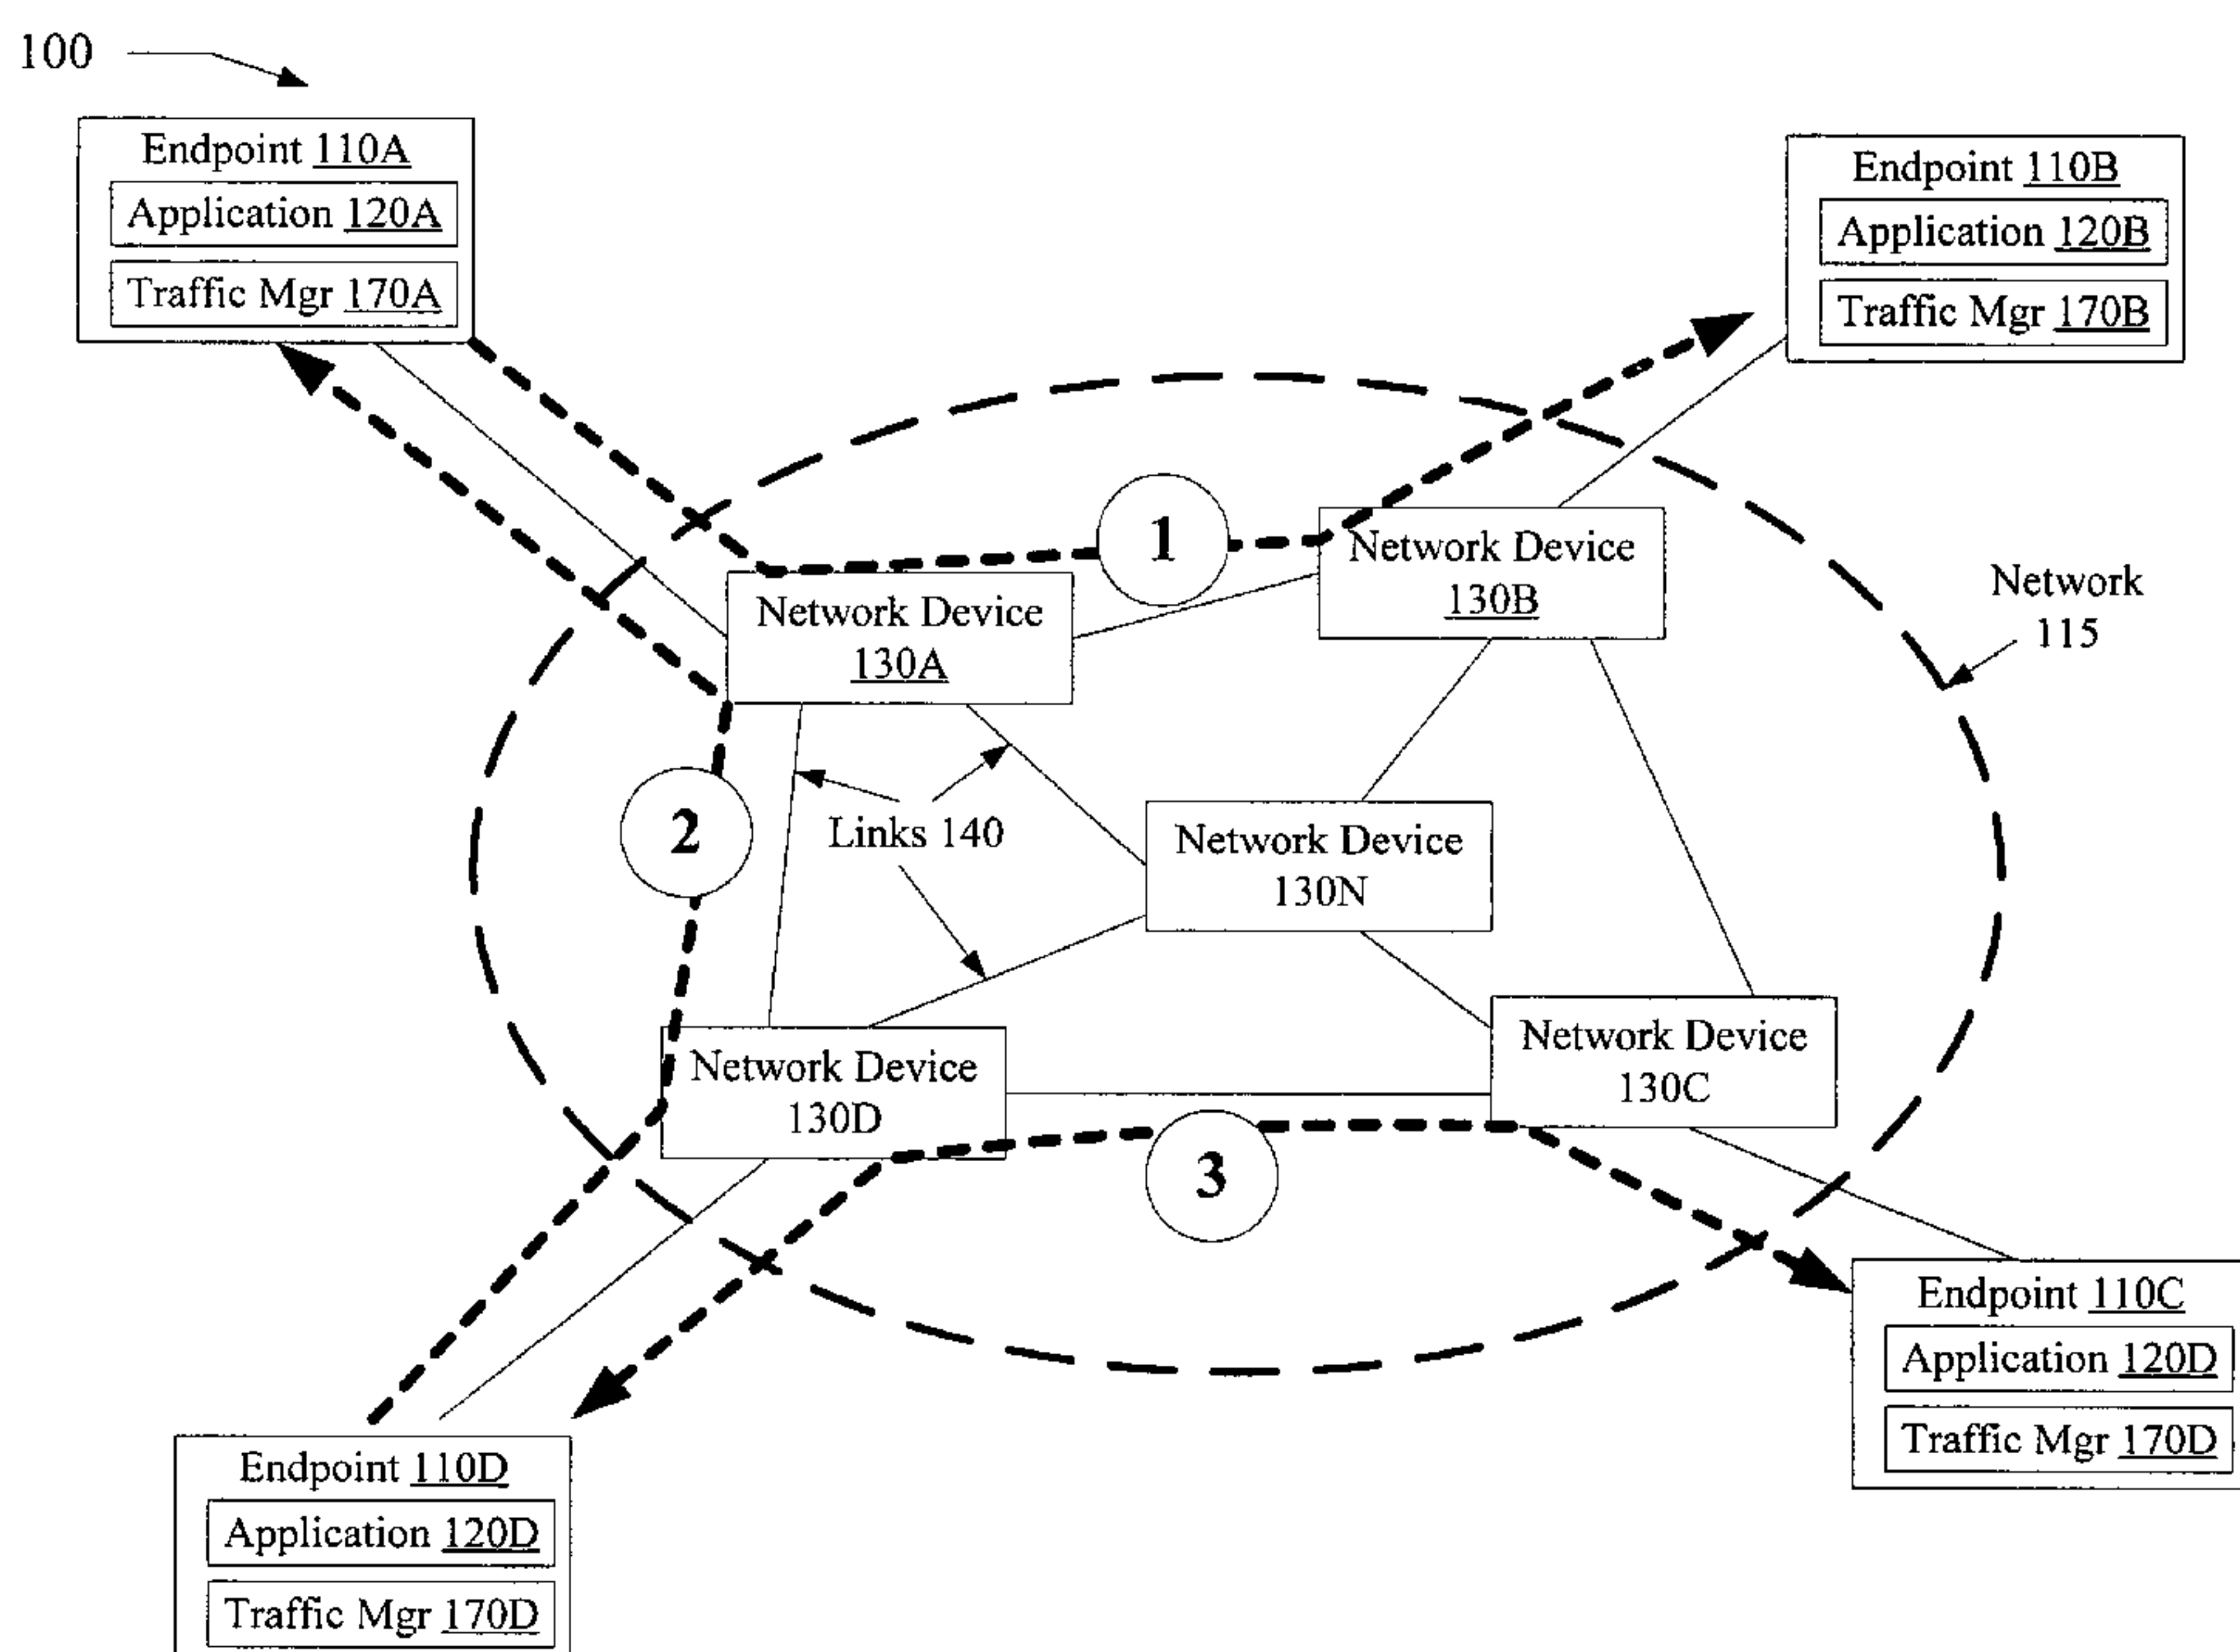 100
Endpoint 110A
Application 120A
Traffic Mgr 170A
Endpoint 110B
Application 120B
Traffic Mgr 170B
1
Network Device
130B
Network
115
Network Device
130A
2
Links 140
Network Device
130N
Network Device
130D
Network Device
130C
3
Endpoint 110C
Application 120D
Traffic Mgr 170D
Endpoint 110D
Application 120D
Traffic Mgr 170D